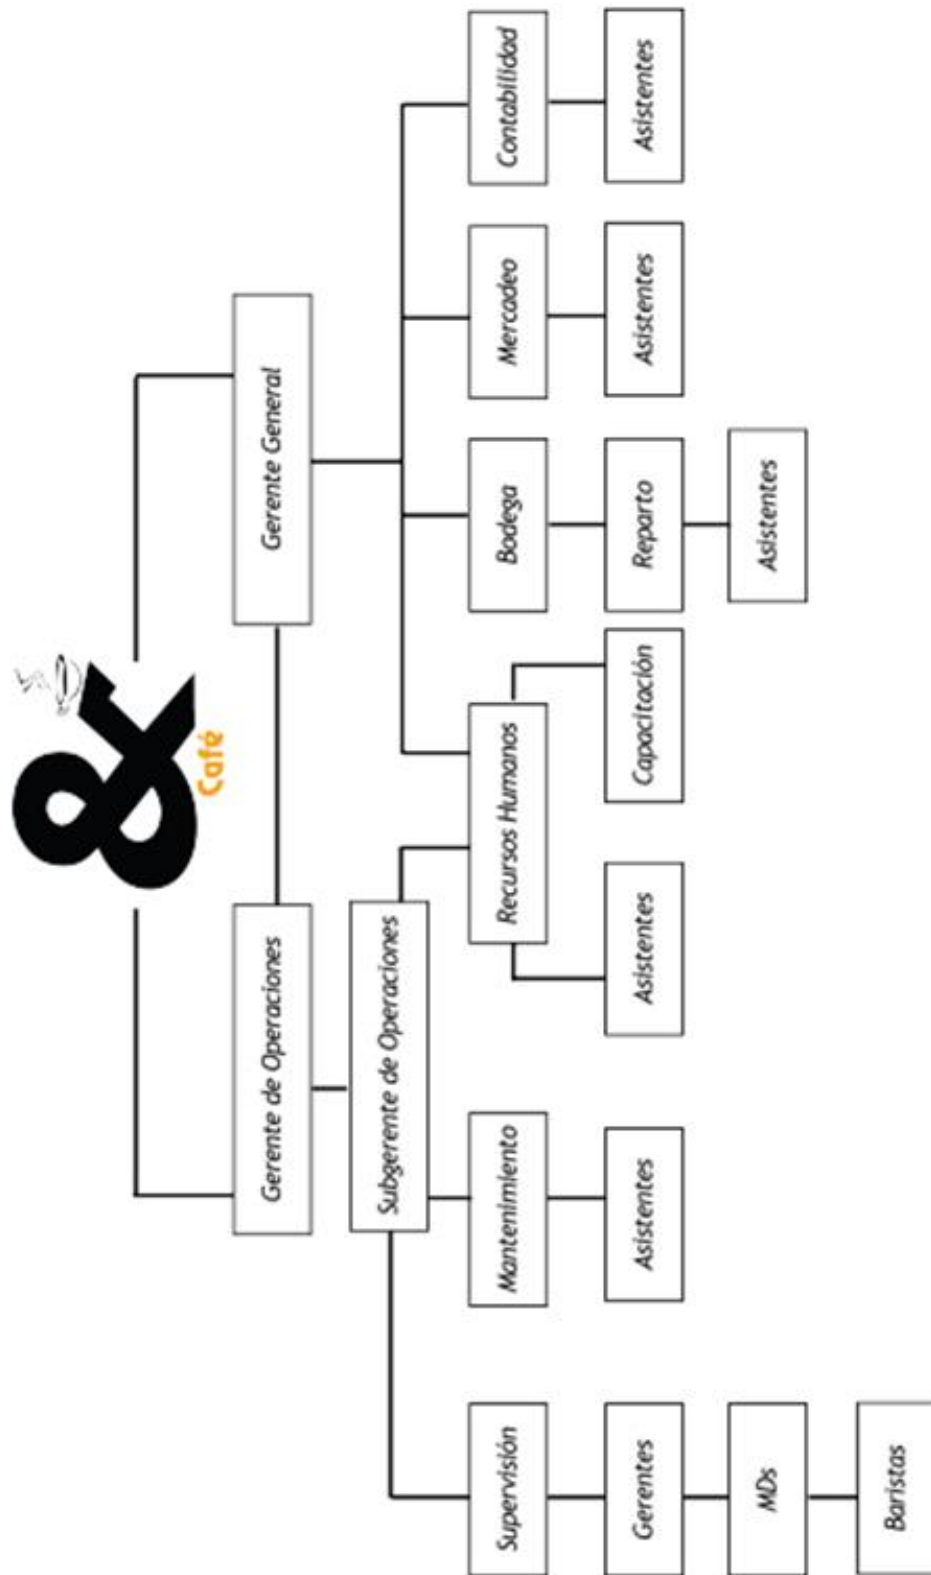 &
Café
Gerente de Operaciones
Gerente General
Subgerente de Operaciones
Supervisión
Mantenimiento
Recursos Humanos
Bodega
Mercadeo
Contabilidad
Gerentes
Asistentes
Asistentes
Capacitación
Reparto
Asistentes
Asistentes
MDs
Asistentes
Baristas